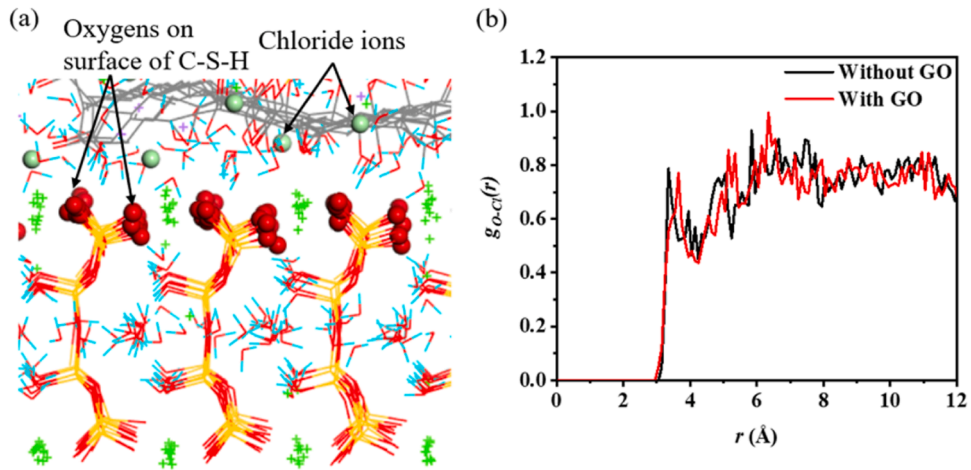 (a)
Oxygens on
surface of C-S-H
Chloride ions
(b)
1.2
1.0
0.8
0.6
0.4
0.2
0.0
g_{O-Cl}(r)
Without GO
With GO
0 2 4 6 8 10 12
r (Å)